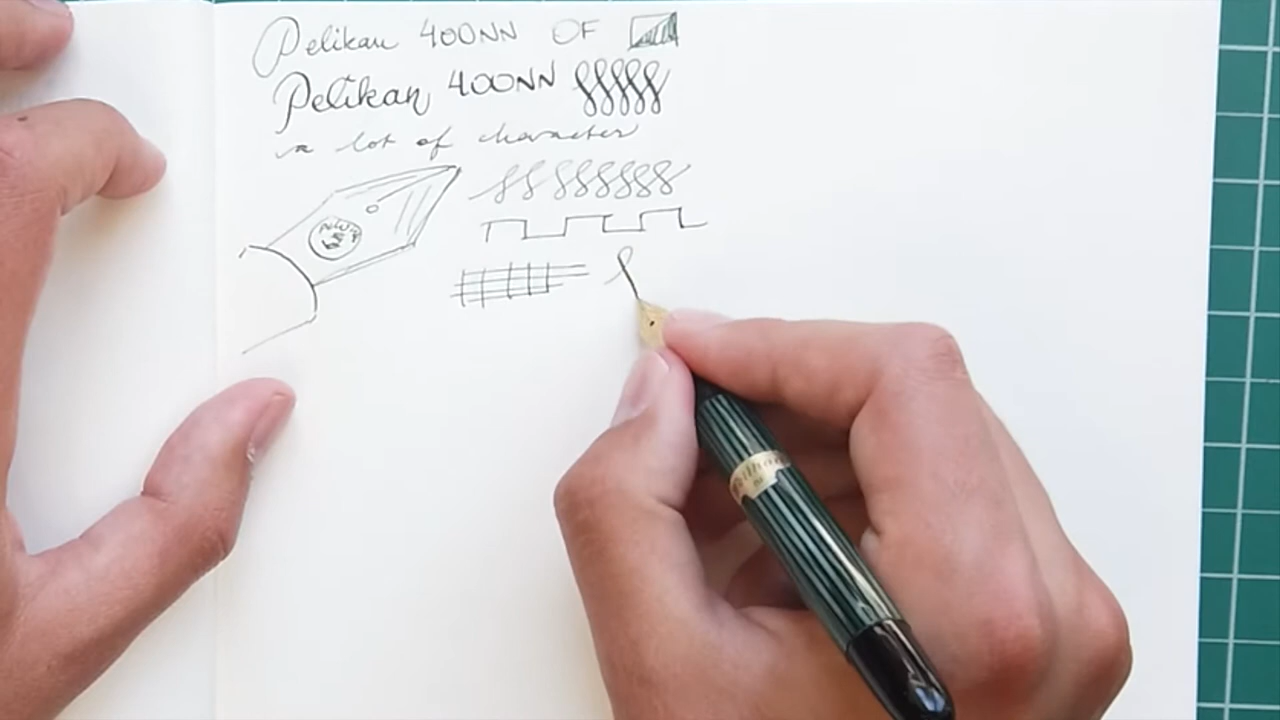 Pelikan 400NN OF
Pelikan 400NN
a lot of character